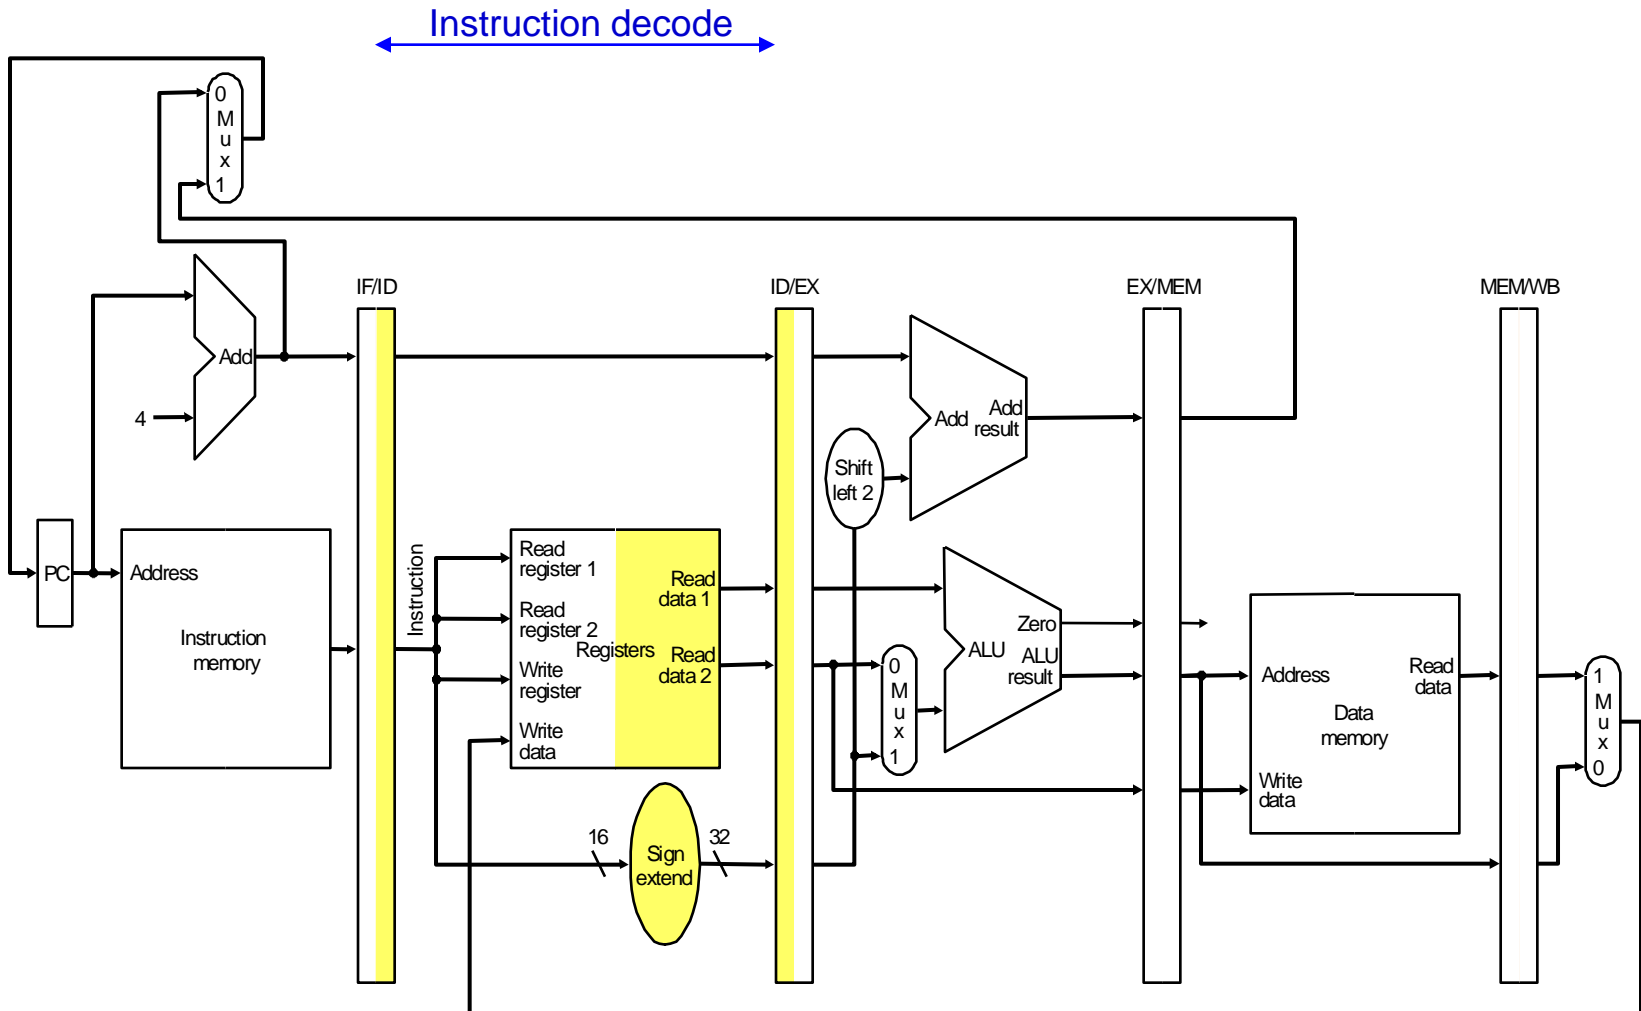 Instruction decode
0
M
u
x
1
IF/ID
ID/EX
EX/MEM
MEM/WB
Add
4
Add
Add
result
Shift
left 2
PC
Address
Instruction
memory
Instruction
Read
register 1
Read
register 2
Write
register
Write
data
Registers
Read
data 1
Read
data 2
16
Sign
extend
32
0
M
u
x
1
Zero
ALU
ALU
result
Address
Read
data
Data
memory
Write
data
1
M
u
x
0